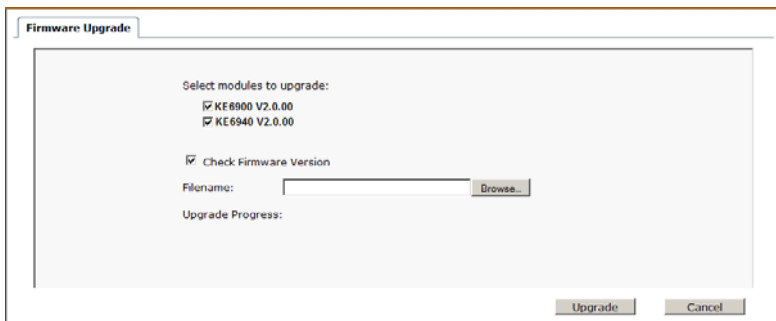 Firmware Upgrade
Select modules to upgrade:
KE6900 V2.0.00
KE6940 V2.0.00
Check Firmware Version
Filename: Browse...
Upgrade Progress:
Upgrade Cancel